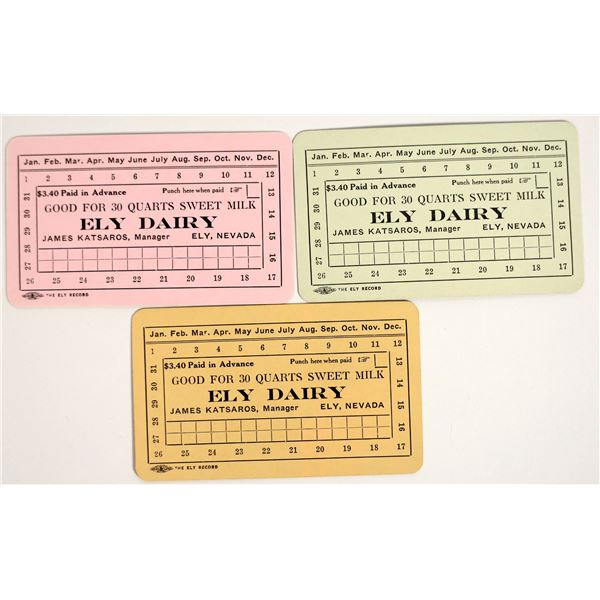 Jan. Feb. Mar. Apr. May June July Aug. Sep. Oct. Nov. Dec.
1 2 3 4 5 6 7 8 9 10 11 12
31 $3.40 Paid in Advance Punch here when paid 13
30 GOOD FOR 30 QUARTS SWEET MILK 14
29 ELY DAIRY
28 JAMES KATSAROS, Manager ELY, NEVADA 15
27 16
26 25 24 23 22 21 20 19 18 17
THE ELY RECORD
Jan. Feb. Mar. Apr. May June July Aug. Sep. Oct. Nov. Dec.
1 2 3 4 5 6 7 8 9 10 11 12
31 $3.40 Paid in Advance Punch here when paid 13
30 GOOD FOR 30 QUARTS SWEET MILK 14
29 ELY DAIRY
28 JAMES KATSAROS, Manager ELY, NEVADA 15
27 16
26 25 24 23 22 21 20 19 18 17
THE ELY RECORD
Jan. Feb. Mar. Apr. May June July Aug. Sep. Oct. Nov. Dec.
1 2 3 4 5 6 7 8 9 10 11 12
31 $3.40 Paid in Advance Punch here when paid 13
30 GOOD FOR 30 QUARTS SWEET MILK 14
29 ELY DAIRY
28 JAMES KATSAROS, Manager ELY, NEVADA 15
27 16
26 25 24 23 22 21 20 19 18 17
THE ELY RECORD